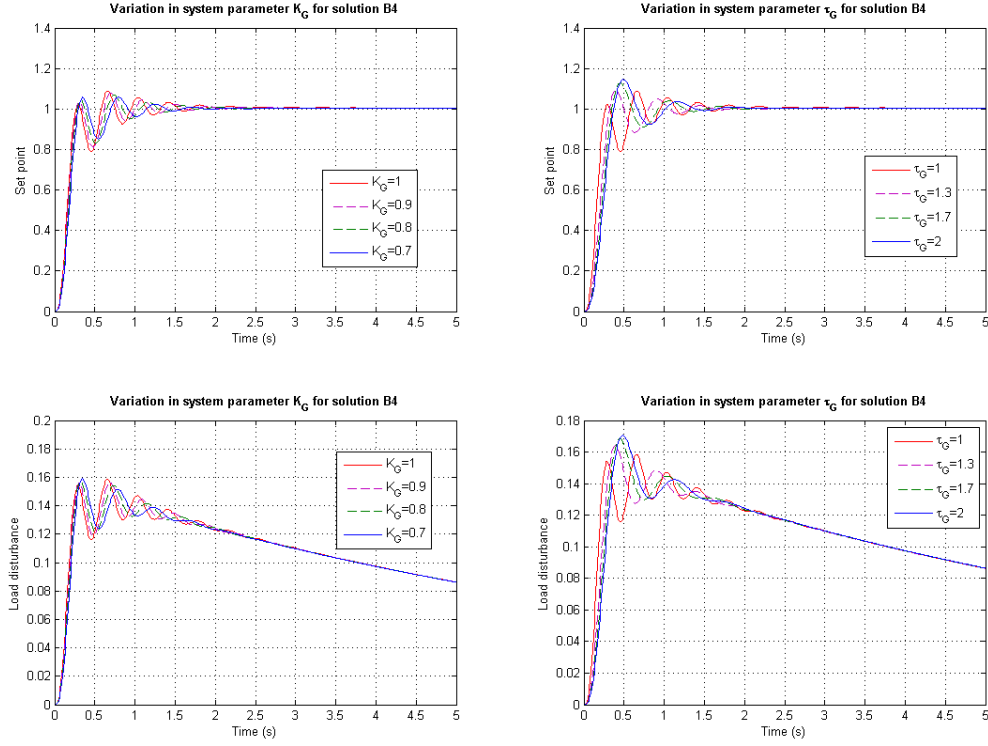 Variation in system parameter K_G for solution B4
1.4
1.2
1
0.8
0.6
0.4
0.2
0
Set point
0 0.5 1 1.5 2 2.5 3 3.5 4 4.5 5
Time (s)
K_G=1
K_G=0.9
K_G=0.8
K_G=0.7
Variation in system parameter τ_G for solution B4
1.4
1.2
1
0.8
0.6
0.4
0.2
0
Set point
0 0.5 1 1.5 2 2.5 3 3.5 4 4.5 5
Time (s)
τ_G=1
τ_G=1.3
τ_G=1.7
τ_G=2
Variation in system parameter K_G for solution B4
0.2
0.18
0.16
0.14
0.12
0.1
0.08
0.06
0.04
0.02
0
Load disturbance
0 0.5 1 1.5 2 2.5 3 3.5 4 4.5 5
Time (s)
K_G=1
K_G=0.9
K_G=0.8
K_G=0.7
Variation in system parameter τ_G for solution B4
0.18
0.16
0.14
0.12
0.1
0.08
0.06
0.04
0.02
0
Load disturbance
0 0.5 1 1.5 2 2.5 3 3.5 4 4.5 5
Time (s)
τ_G=1
τ_G=1.3
τ_G=1.7
τ_G=2